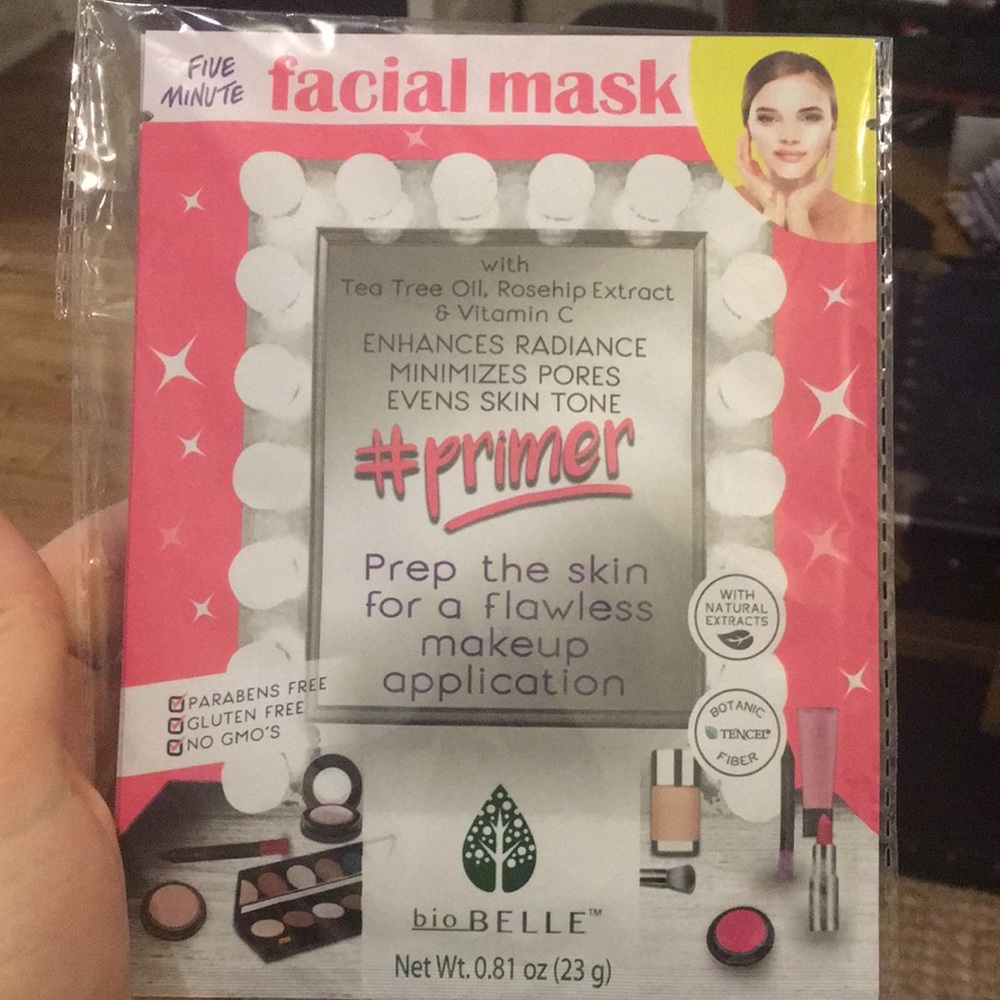 FIVE MINUTE
facial mask
with
Tea Tree Oil, Rosehip Extract
& Vitamin C
ENHANCES RADIANCE
MINIMIZES PORES
EVENS SKIN TONE
#primer
Prep the skin
for a flawless
makeup
application
WITH
NATURAL
EXTRACTS
PARABENS FREE
GLUTEN FREE
NO GMO'S
BOTANIC
TENCEL®
FIBER
bio BELLE™
Net Wt. 0.81 oz (23 g)